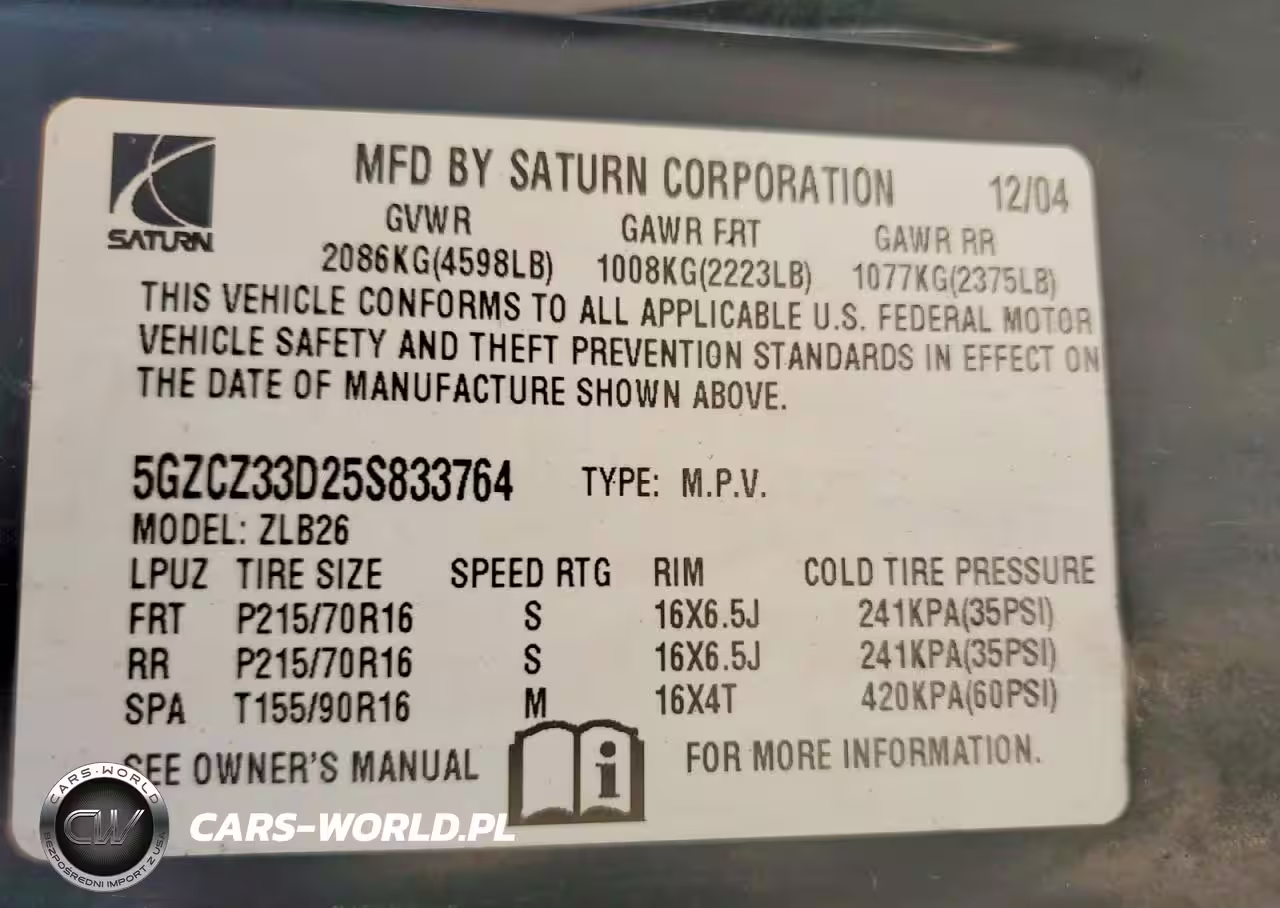 MFD BY SATURN CORPORATION 12/04
SATURN
GVWR GAWR FRT GAWR RR
2086KG(4598LB) 1008KG(2223LB) 1077KG(2375LB)
THIS VEHICLE CONFORMS TO ALL APPLICABLE U.S. FEDERAL MOTOR
VEHICLE SAFETY AND THEFT PREVENTION STANDARDS IN EFFECT ON
THE DATE OF MANUFACTURE SHOWN ABOVE.
5GZCZ33D25S833764 TYPE: M.P.V.
MODEL: ZLB26
LPUZ TIRE SIZE SPEED RTG RIM COLD TIRE PRESSURE
FRT P215/70R16 S 16X6.5J 241KPA(35PSI)
RR P215/70R16 S 16X6.5J 241KPA(35PSI)
SPA T155/90R16 M 16X4T 420KPA(60PSI)
SEE OWNER'S MANUAL i FOR MORE INFORMATION.
CARS-WORLD
CW
BEZPOŚREDNI IMPORT Z USA
CARS-WORLD.PL